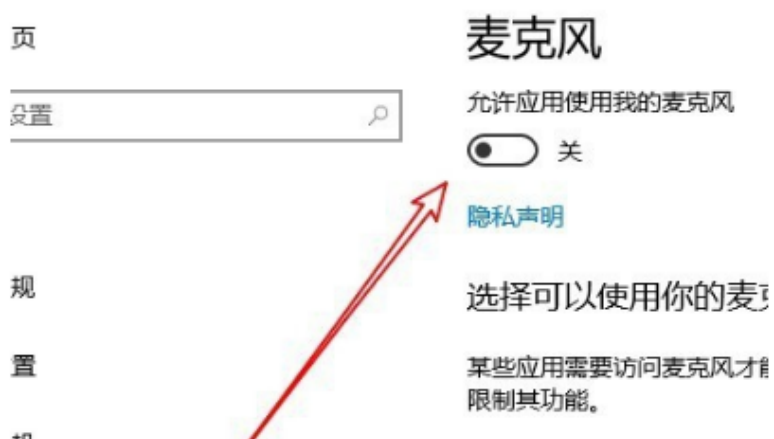 页
设置
规
置
麦克风
允许应用使用我的麦克风
关
隐私声明
选择可以使用你的麦
某些应用需要访问麦克风才能
限制其功能。